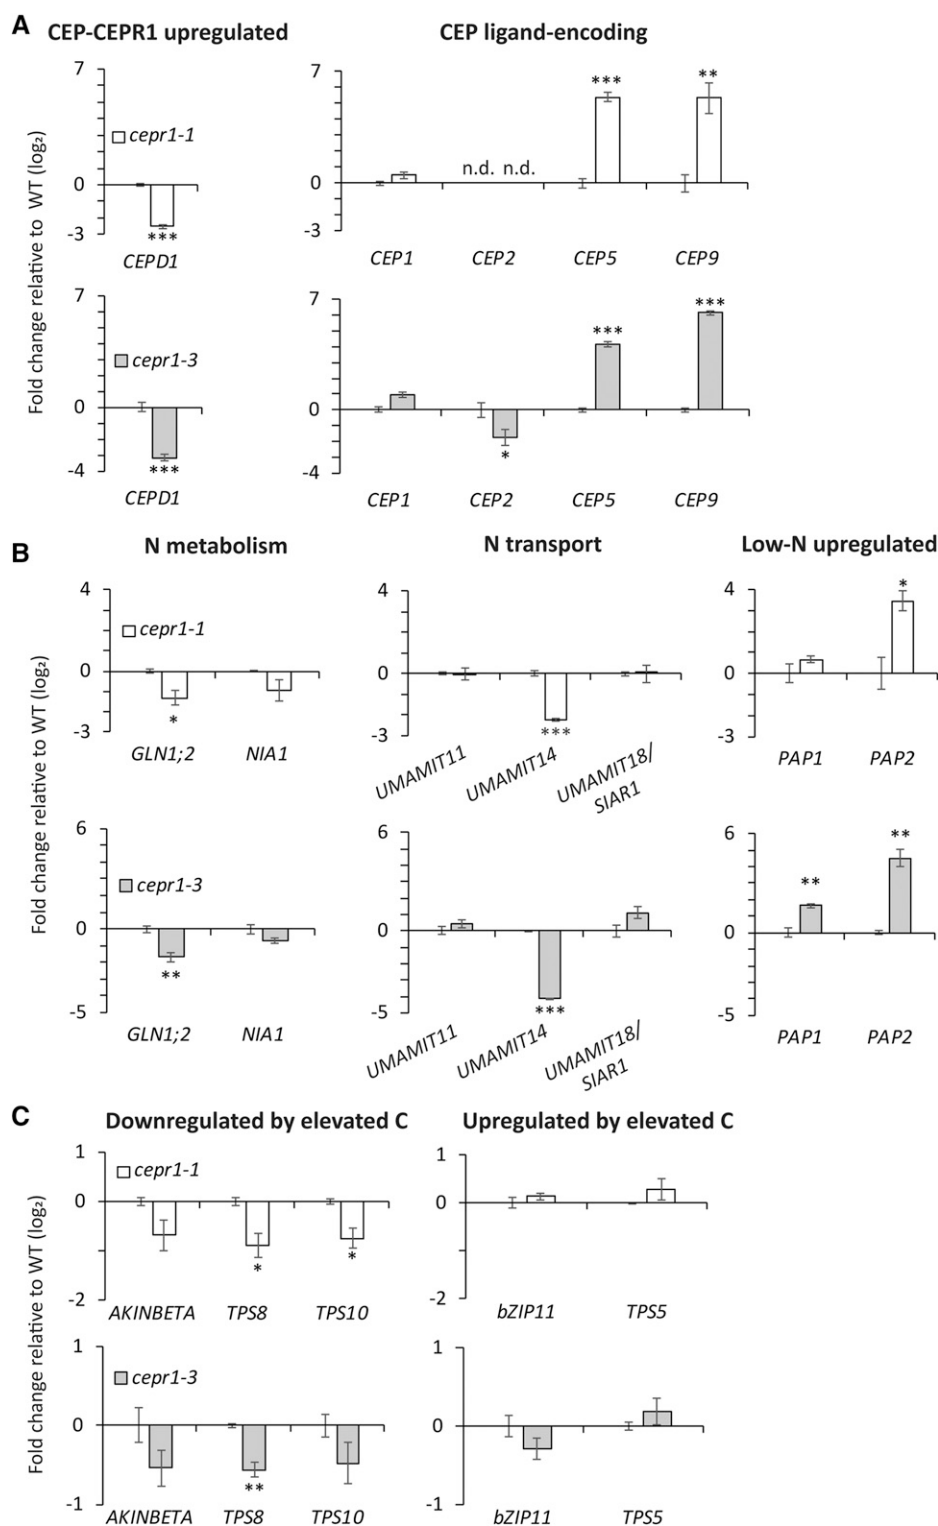 A
CEP-CEPR1 upregulated
CEP ligand-encoding
Fold change relative to WT (log₂)
7
0
-3
cepr1-1
***
CEPD1
7
0
-3
n.d. n.d.
***
**
CEP1 CEP2 CEP5 CEP9
7
0
-4
cepr1-3
***
CEPD1
7
0
-4
*
***
***
CEP1 CEP2 CEP5 CEP9
B
N metabolism
N transport
Low-N upregulated
Fold change relative to WT (log₂)
4
0
-3
cepr1-1
*
GLN1;2 NIA1
4
0
-3
***
UMAMIT11
UMAMIT14
UMAMIT18/
SIAR1
4
0
-3
*
PAP1 PAP2
6
0
-5
cepr1-3
**
GLN1;2 NIA1
6
0
-5
***
UMAMIT11
UMAMIT14
UMAMIT18/
SIAR1
6
0
-5
**
**
PAP1 PAP2
C
Downregulated by elevated C
Upregulated by elevated C
Fold change relative to WT (log₂)
1
0
-2
cepr1-1
*
*
AKINBETA TPS8 TPS10
1
0
-2
bZIP11 TPS5
1
0
-1
cepr1-3
**
AKINBETA TPS8 TPS10
1
0
-1
bZIP11 TPS5